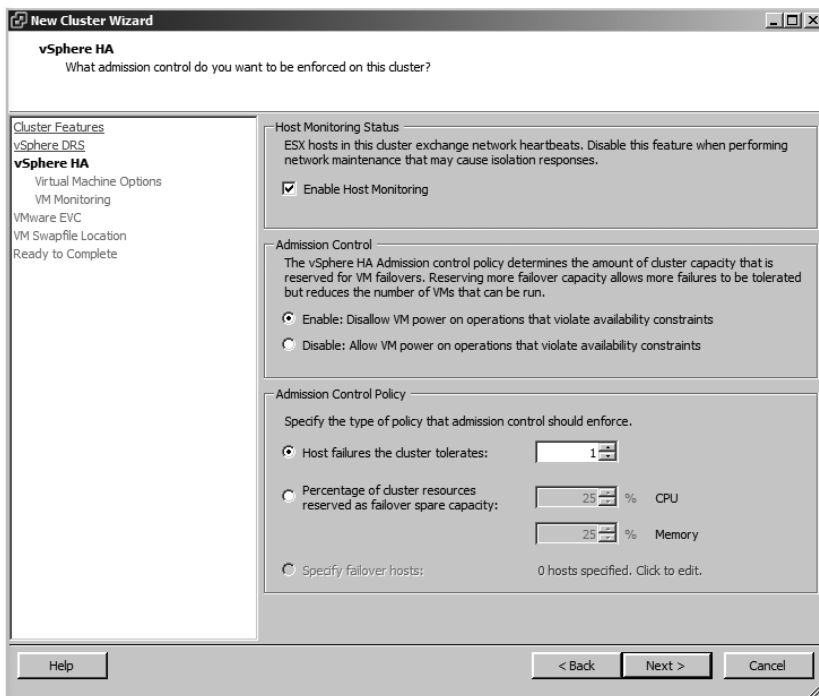 New Cluster Wizard
vSphere HA
What admission control do you want to be enforced on this cluster?
Cluster Features
vSphere DRS
vSphere HA
Virtual Machine Options
VM Monitoring
VMware EVC
VM Swapfile Location
Ready to Complete
Host Monitoring Status
ESX hosts in this cluster exchange network heartbeats. Disable this feature when performing
network maintenance that may cause isolation responses.
Enable Host Monitoring
Admission Control
The vSphere HA Admission control policy determines the amount of cluster capacity that is
reserved for VM failovers. Reserving more failover capacity allows more failures to be tolerated
but reduces the number of VMs that can be run.
Enable: Disallow VM power on operations that violate availability constraints
Disable: Allow VM power on operations that violate availability constraints
Admission Control Policy
Specify the type of policy that admission control should enforce.
Host failures the cluster tolerates: 1
Percentage of cluster resources
reserved as failover spare capacity: 25 % CPU
25 % Memory
Specify failover hosts: 0 hosts specified. Click to edit.
Help < Back Next > Cancel